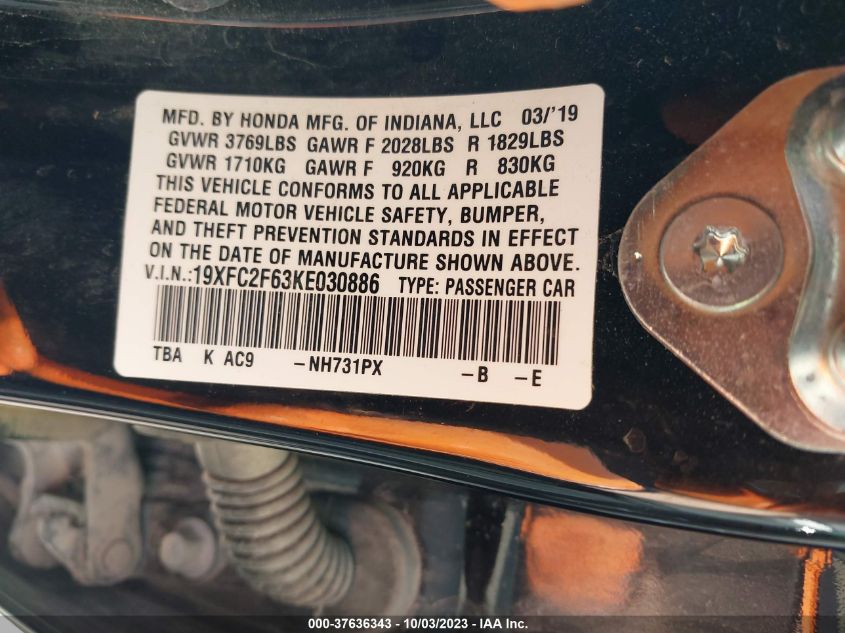 MFD. BY HONDA MFG. OF INDIANA, LLC 03/'19
GVWR 3769LBS GAWR F 2028LBS R 1829LBS
GVWR 1710KG GAWR F 920KG R 830KG
THIS VEHICLE CONFORMS TO ALL APPLICABLE
FEDERAL MOTOR VEHICLE SAFETY, BUMPER,
AND THEFT PREVENTION STANDARDS IN EFFECT
ON THE DATE OF MANUFACTURE SHOWN ABOVE.
V.I.N.:19XFC2F63KE030886 TYPE: PASSENGER CAR
TBA K AC9 -NH731PX -B -E
000-37636343 / 10/03/2023 - IAA Inc.